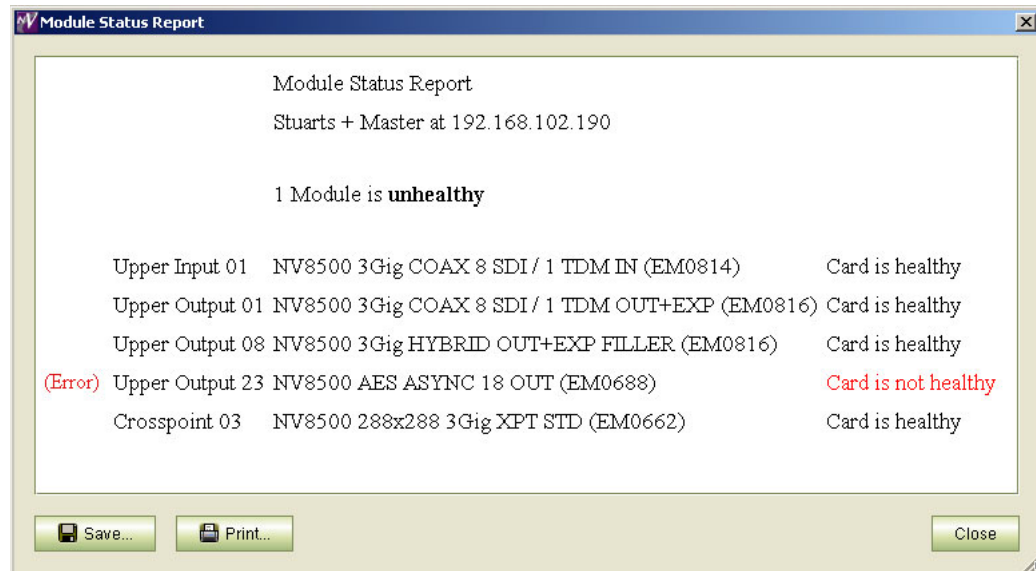 Module Status Report
Module Status Report
Stuarts + Master at 192.168.102.190
1 Module is unhealthy
Upper Input 01 NV8500 3Gig COAX 8 SDI / 1 TDM IN (EM0814) Card is healthy
Upper Output 01 NV8500 3Gig COAX 8 SDI / 1 TDM OUT+EXP (EM0816) Card is healthy
Upper Output 08 NV8500 3Gig HYBRID OUT+EXP FILLER (EM0816) Card is healthy
(Error) Upper Output 23 NV8500 AES ASYNC 18 OUT (EM0688) Card is not healthy
Crosspoint 03 NV8500 288x288 3Gig XPT STD (EM0662) Card is healthy
Save... Print... Close